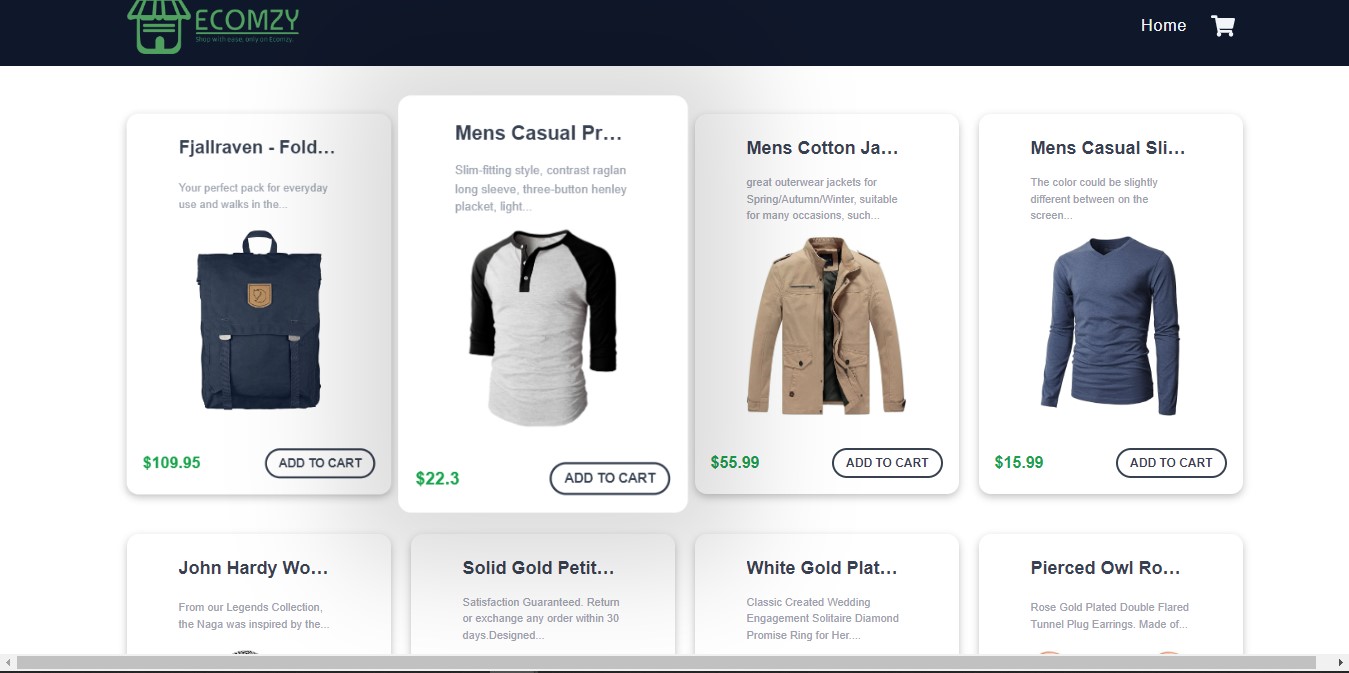 ECOMZY
Shop with ease, only on Ecomzy.
Home
Fjallraven - Fold...
Your perfect pack for everyday
use and walks in the...
$109.95
ADD TO CART
Mens Casual Pr...
Slim-fitting style, contrast raglan
long sleeve, three-button henley
placket, light...
$22.3
ADD TO CART
Mens Cotton Ja...
great outerwear jackets for
Spring/Autumn/Winter, suitable
for many occasions, such...
$55.99
ADD TO CART
Mens Casual Sli...
The color could be slightly
different between on the
screen...
$15.99
ADD TO CART
John Hardy Wo...
From our Legends Collection,
the Naga was inspired by the...
Solid Gold Petit...
Satisfaction Guaranteed. Return
or exchange any order within 30
days.Designed...
White Gold Plat...
Classic Created Wedding
Engagement Solitaire Diamond
Promise Ring for Her....
Pierced Owl Ro...
Rose Gold Plated Double Flared
Tunnel Plug Earrings. Made of...